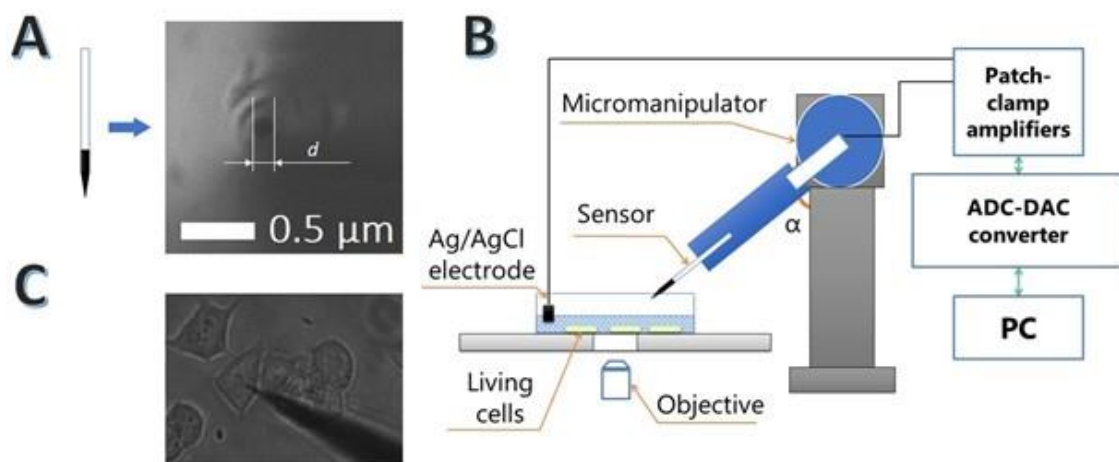 A
d
0.5 µm
B
Micromanipulator
Patch-
clamp
amplifiers
Sensor
α
ADC-DAC
converter
Ag/AgCl
electrode
PC
C
Living
cells
Objective